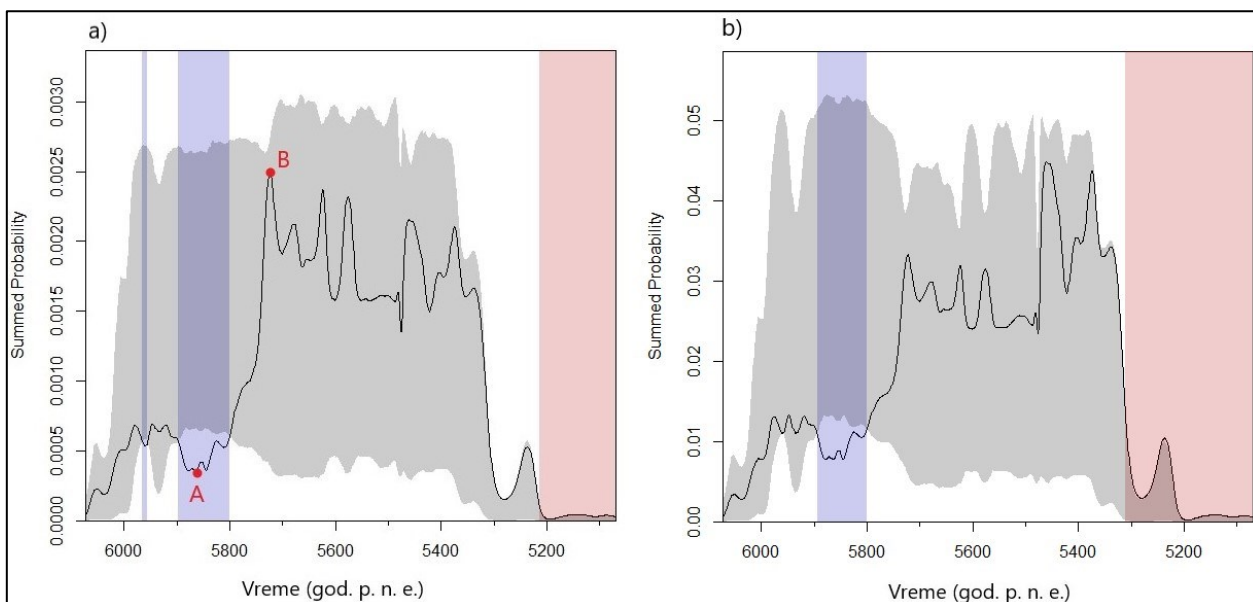 a)
Summed Probability
0.0030
0.0025
0.0020
0.0015
0.0010
0.0005
0.0000
B
A
6000 5800 5600 5400 5200
Vreme (god. p. n. e.)
b)
Summed Probability
0.05
0.04
0.03
0.02
0.01
0.00
6000 5800 5600 5400 5200
Vreme (god. p. n. e.)